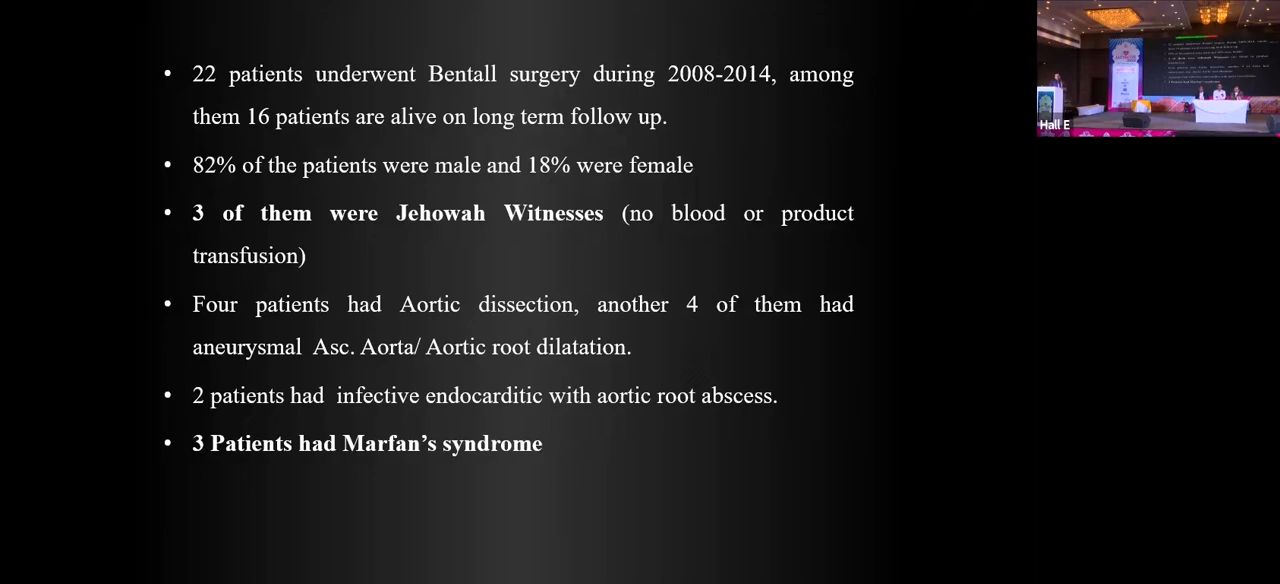 • 22 patients underwent Bentall surgery during 2008-2014, among
them 16 patients are alive on long term follow up.
• 82% of the patients were male and 18% were female
• 3 of them were Jehowah Witnesses (no blood or product
transfusion)
• Four patients had Aortic dissection, another 4 of them had
aneurysmal Asc. Aorta/ Aortic root dilatation.
• 2 patients had infective endocarditic with aortic root abscess.
• 3 Patients had Marfan’s syndrome
Hall E